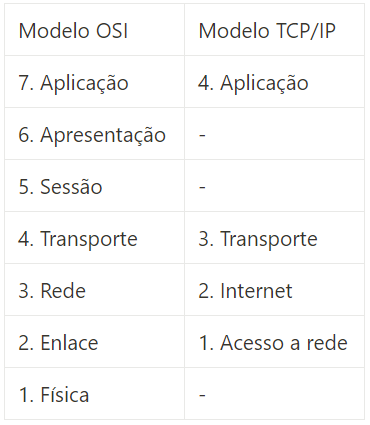 Modelo OSI Modelo TCP/IP
7. Aplicação 4. Aplicação
6. Apresentação -
5. Sessão -
4. Transporte 3. Transporte
3. Rede 2. Internet
2. Enlace 1. Acesso a rede
1. Física -